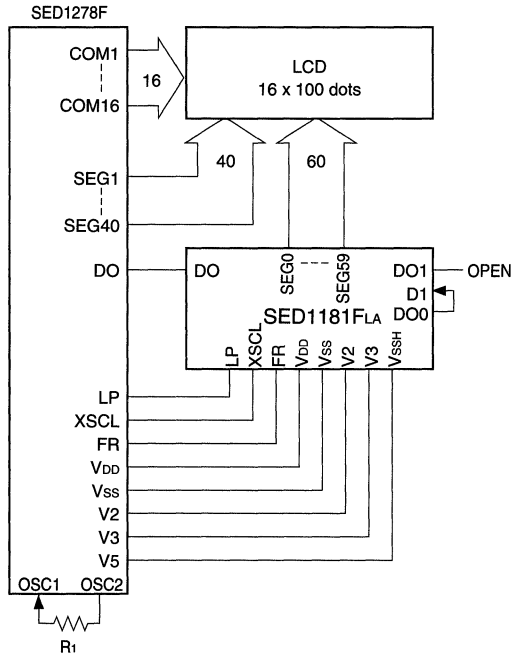 SED1278F
COM1
COM16
16
LCD
16 x 100 dots
SEG1
SEG40
40
60
DO
DO
SEG0
SEG59
DO1
OPEN
D1
DO0
SED1181FLA
LP
XSCL
FR
VDD
VSS
V2
V3
VSSH
LP
XSCL
FR
VDD
VSS
V2
V3
V5
OSC1 OSC2
R1